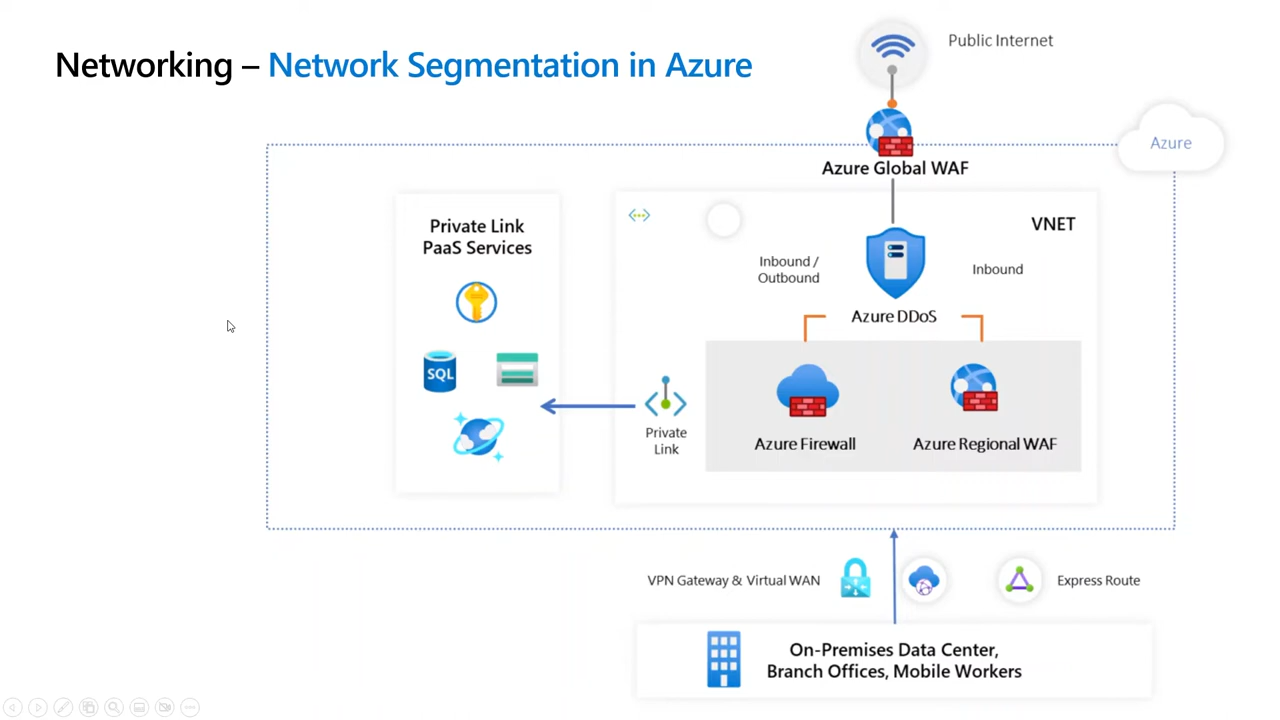 Networking – Network Segmentation in Azure
Public Internet
Azure
Azure Global WAF
Private Link
PaaS Services
SQL
VNET
Inbound /
Outbound
Inbound
Azure DDoS
Private
Link
Azure Firewall
Azure Regional WAF
VPN Gateway & Virtual WAN
Express Route
On-Premises Data Center,
Branch Offices, Mobile Workers